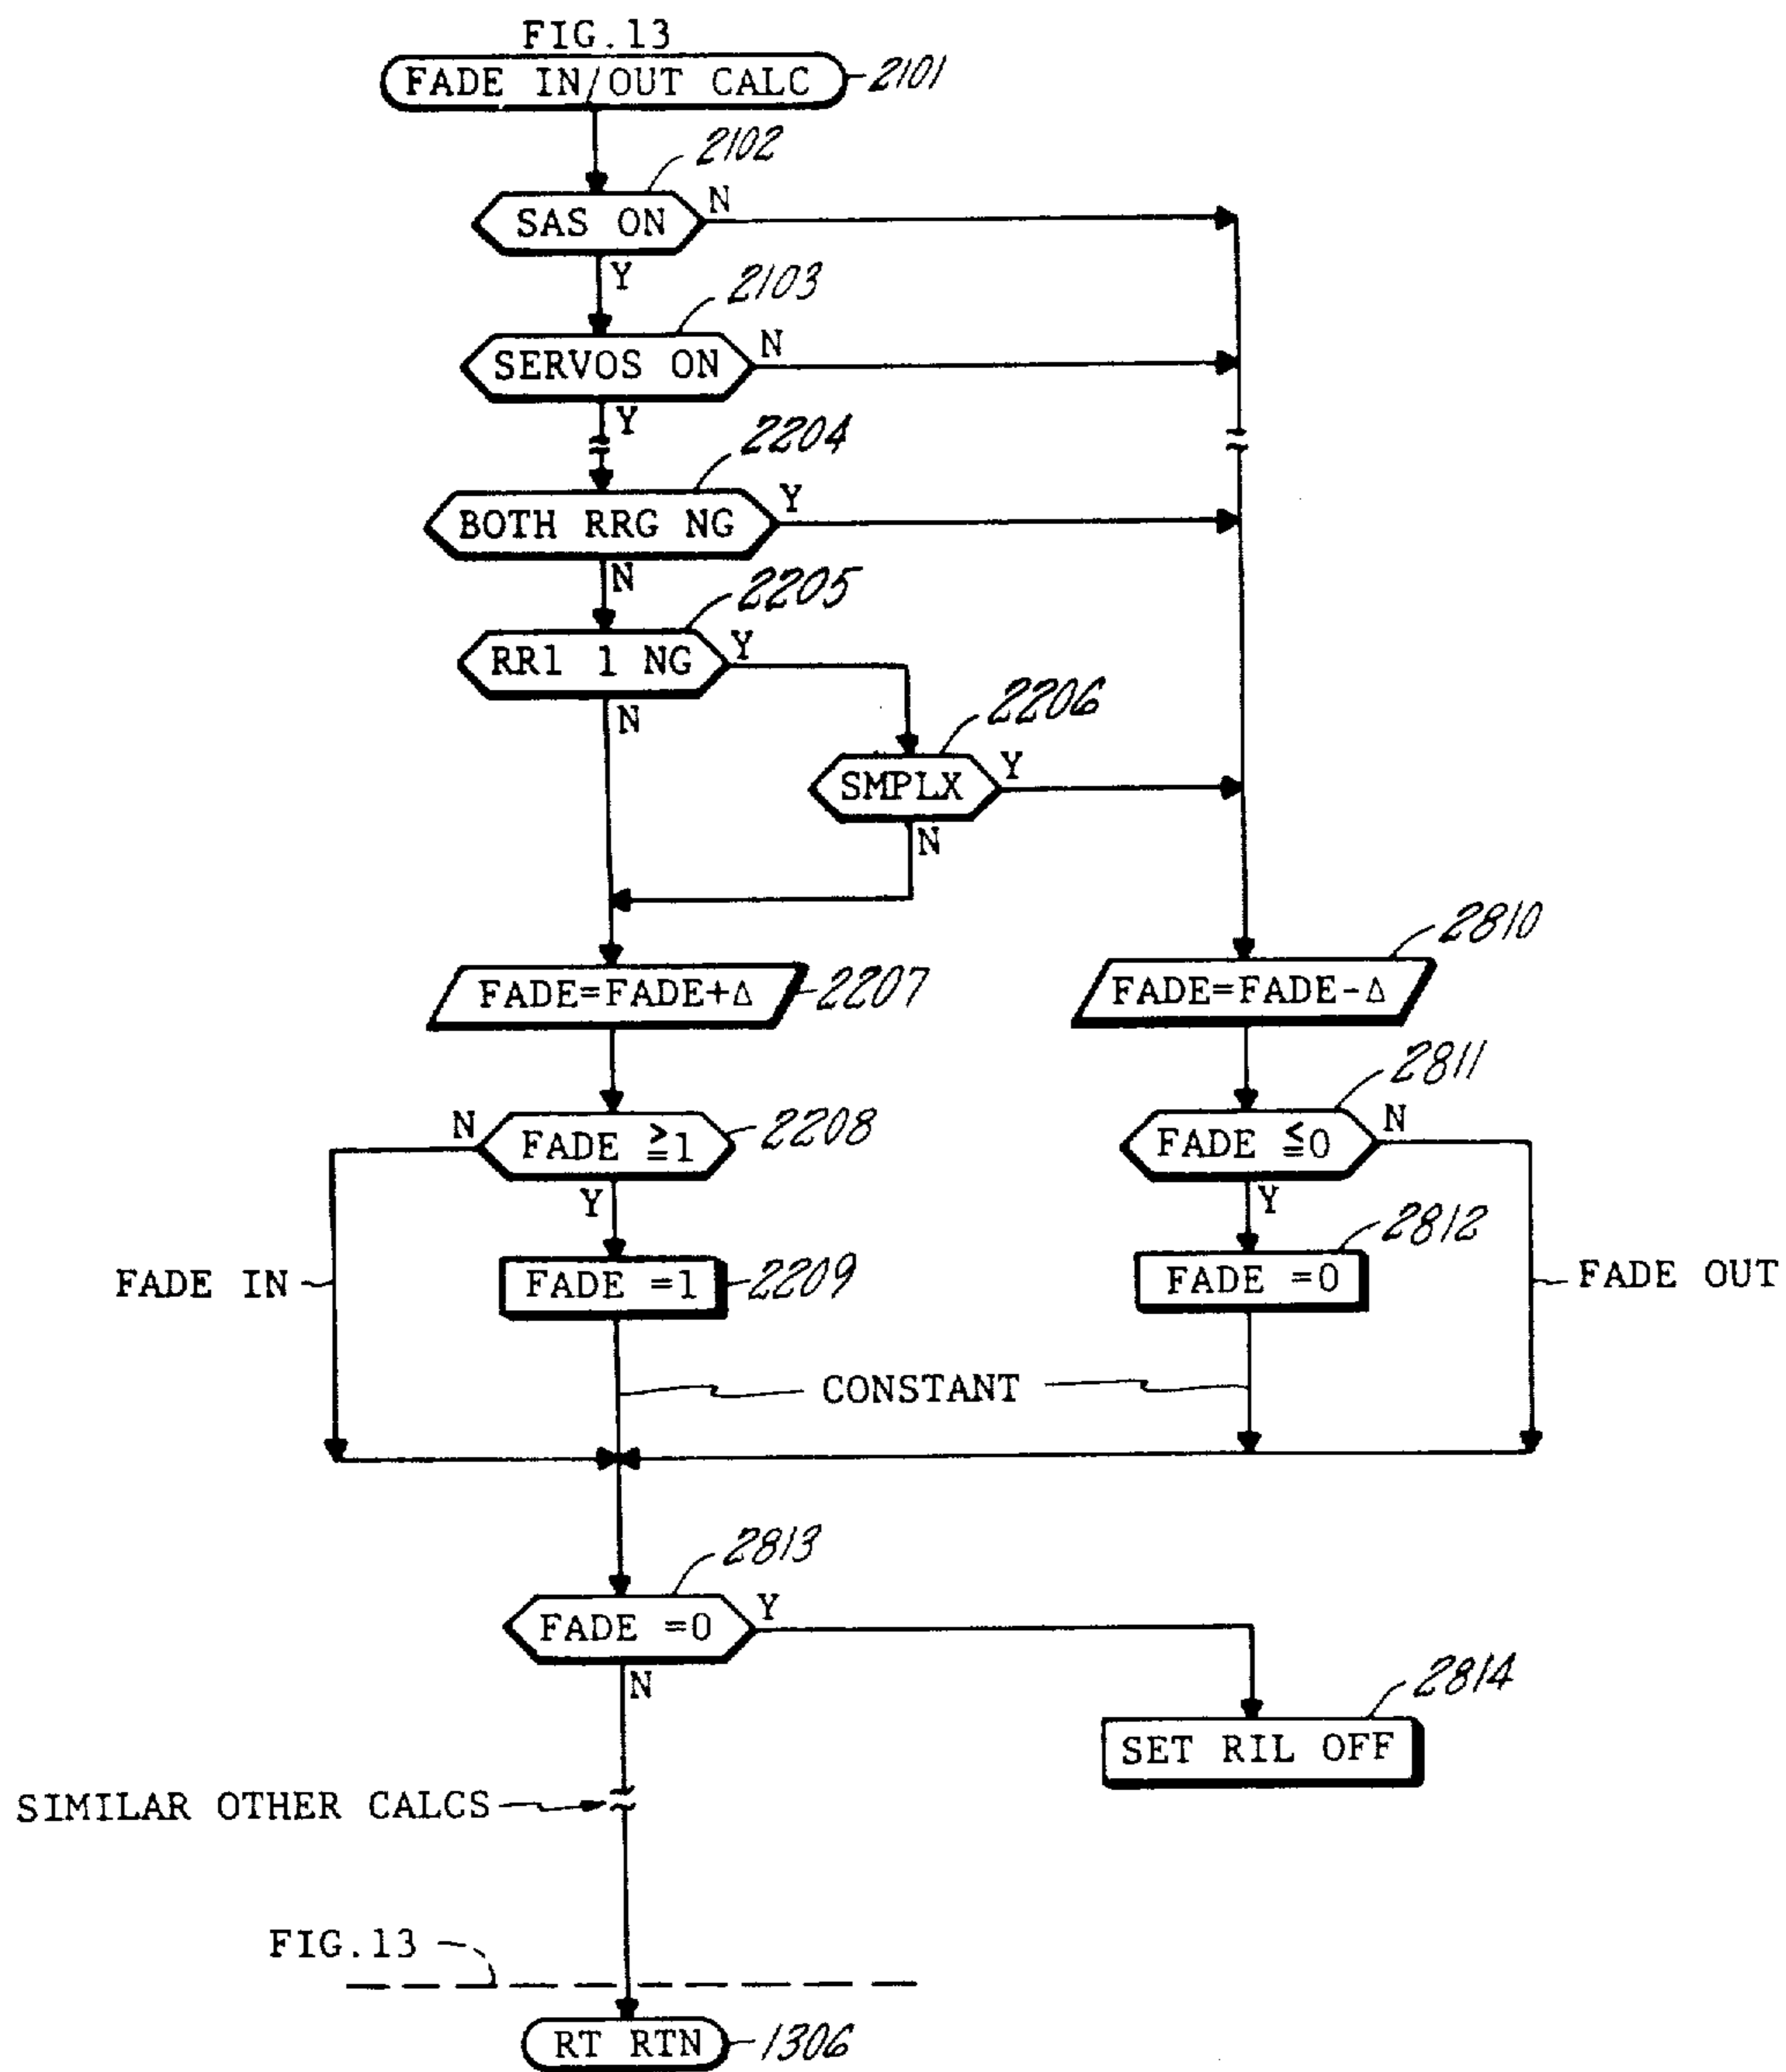 FIG.13
FADE IN/OUT CALC 2101
2102
SAS ON N
Y
2103
SERVOS ON N
Y
2204
BOTH RRG NG Y
N
2205
RR1 1 NG Y
N
2206
SMPLX Y
N
2810
FADE=FADE+Δ 2207
FADE=FADE-Δ
2811
N FADE ≧1 2208
FADE ≦0 N
Y
Y
2812
FADE IN
FADE =1 2209
FADE =0
FADE OUT
CONSTANT
2813
FADE =0 Y
N
2814
SET RIL OFF
SIMILAR OTHER CALCS
FIG.13
RT RTN 1306